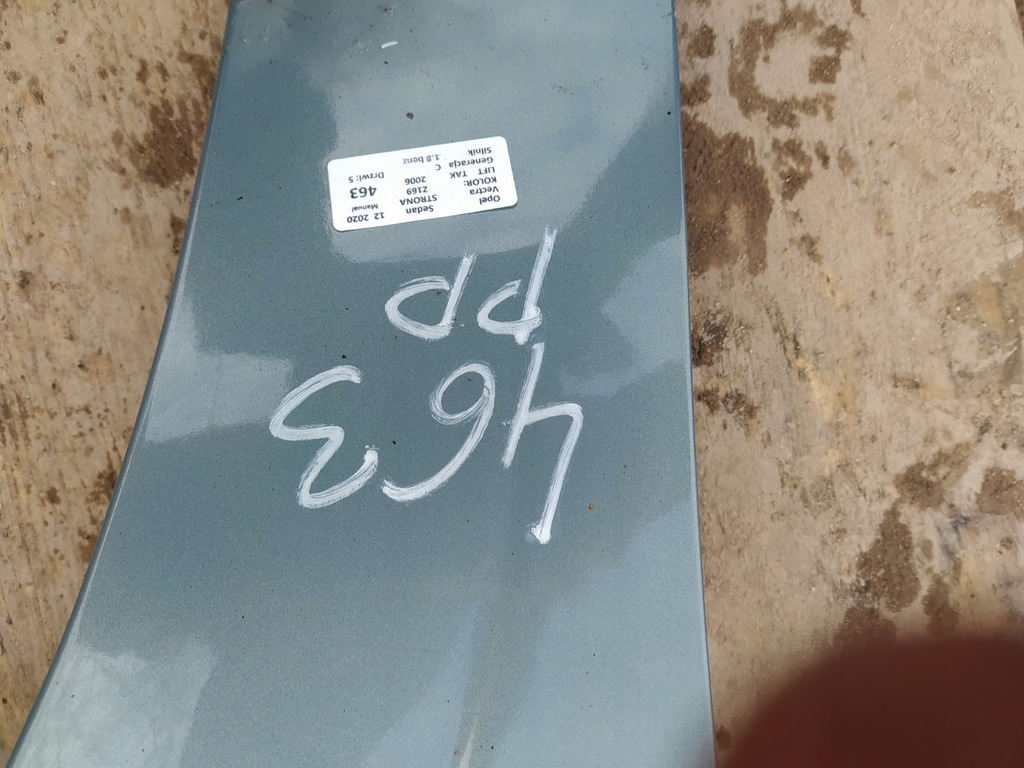 463
PP
Opel Sedan 12 2020
Vectra STRONA Manual
KOLOR: Z169 463
LIFT TAK 2006 Drzwi: 5
Generacja C
Silnik 1.8 benz